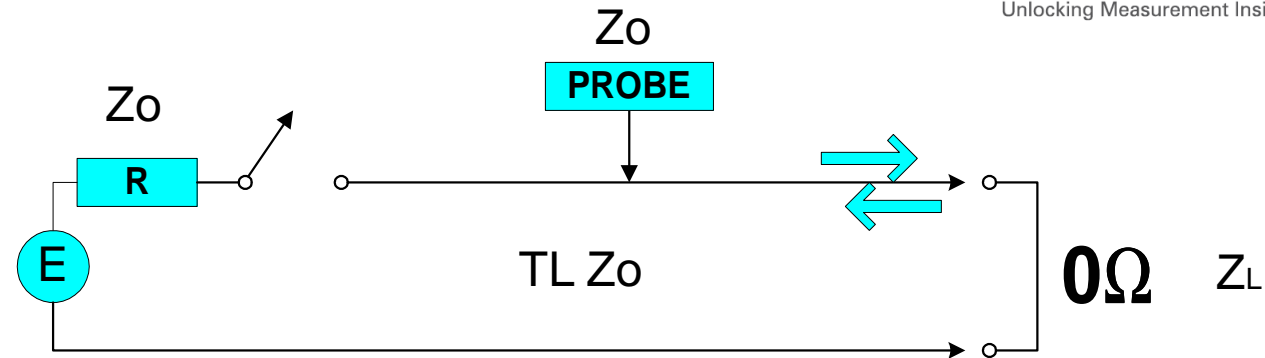 Unlocking Measurement Insi
Zo
PROBE
Zo
R
E
TL Zo
0Ω ZL